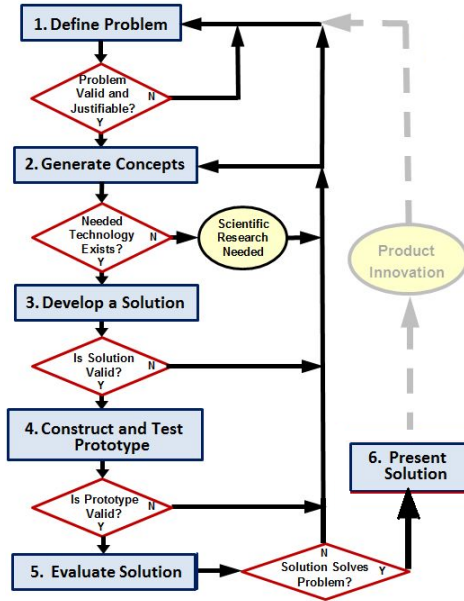 1. Define Problem
Problem
Valid and
Justifiable?
N
Y
2. Generate Concepts
Needed
Technology
Exists?
N
Y
Scientific
Research
Needed
Product
Innovation
3. Develop a Solution
Is Solution
Valid?
N
Y
4. Construct and Test
Prototype
6. Present
Solution
Is Prototype
Valid?
N
Y
5. Evaluate Solution
N
Solution Solves
Problem?
Y